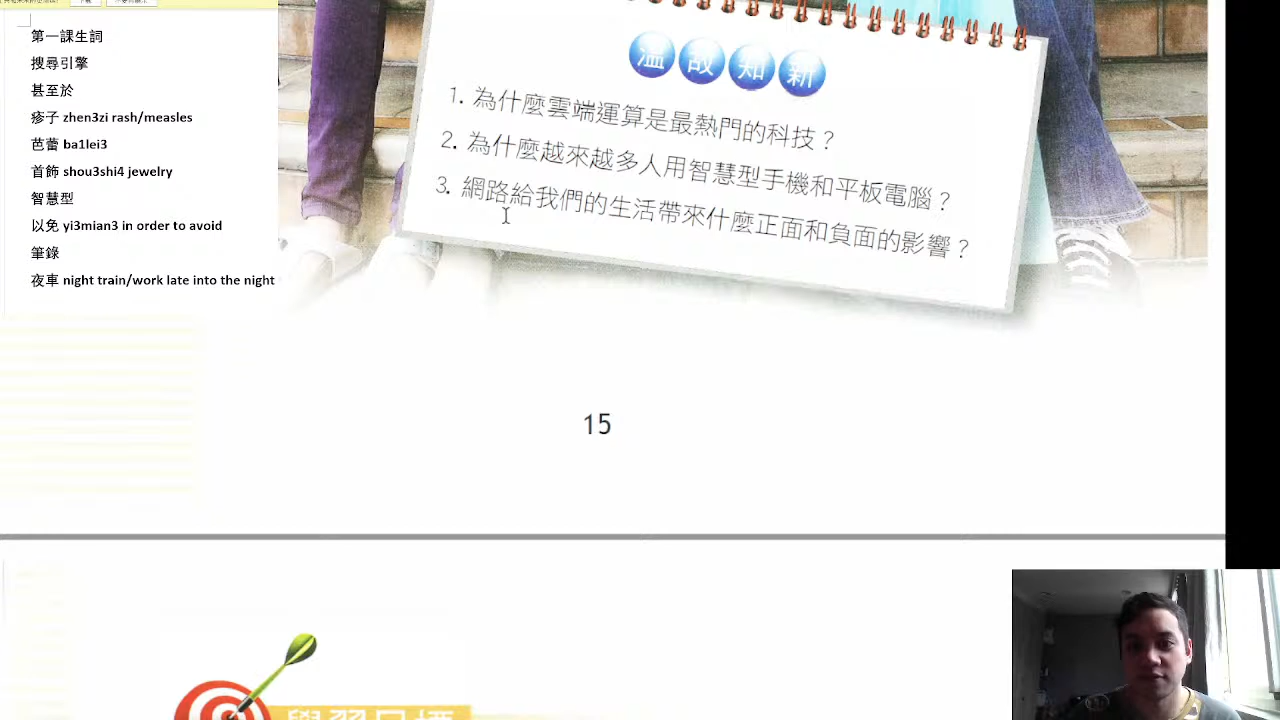 第一課生詞
搜尋引擎
甚至於
疹子 zhen3zi rash/measles
芭蕾 ba1lei3
首飾 shou3shi4 jewelry
智慧型
以免 yi3mian3 in order to avoid
筆錄
夜車 night train/work late into the night
溫故知新
1. 為什麼雲端運算是最熱門的科技？
2. 為什麼越來越多人用智慧型手機和平板電腦？
3. 網路給我們的生活帶來什麼正面和負面的影響？
15
學習目標